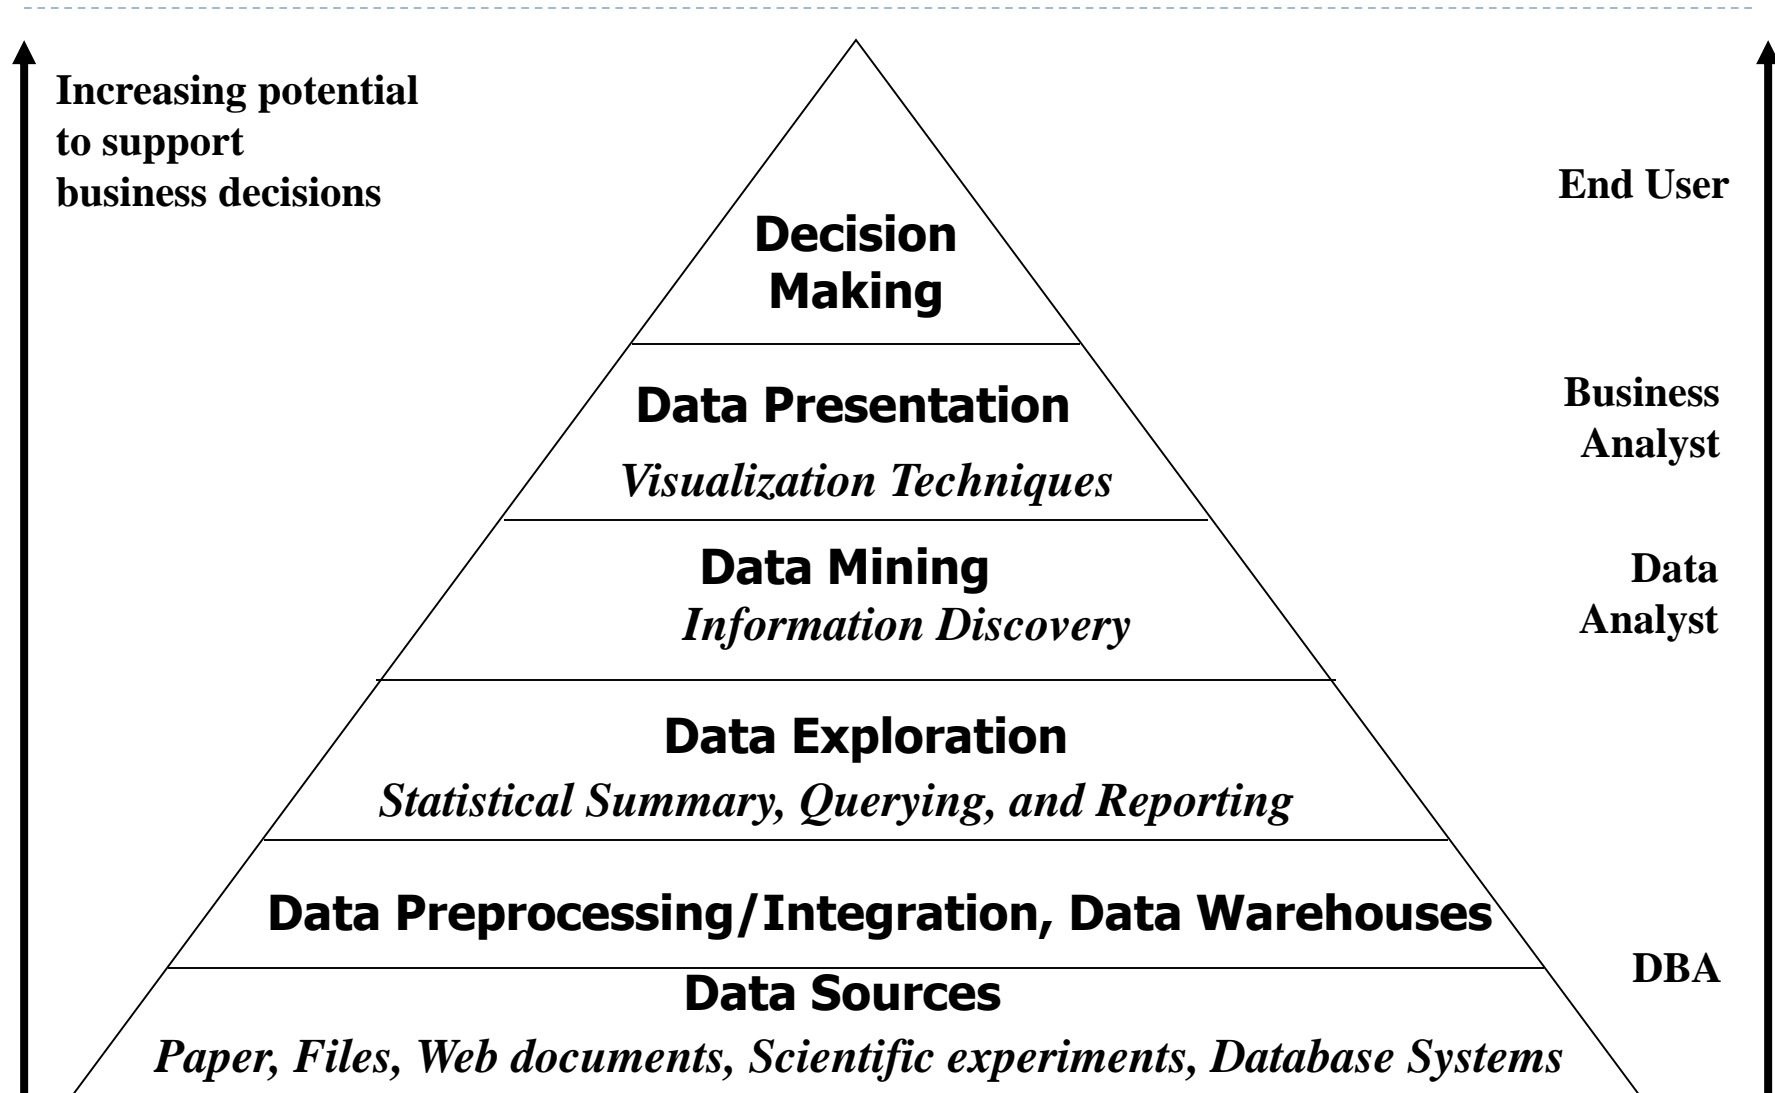 Increasing potential
to support
business decisions
End User
Decision
Making
Data Presentation
Visualization Techniques
Business
Analyst
Data Mining
Information Discovery
Data
Analyst
Data Exploration
Statistical Summary, Querying, and Reporting
Data Preprocessing/Integration, Data Warehouses
DBA
Data Sources
Paper, Files, Web documents, Scientific experiments, Database Systems